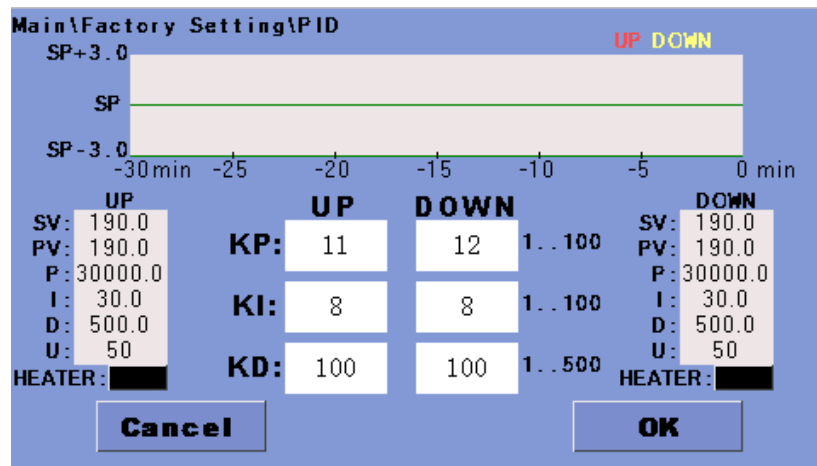 Main\Factory Setting\PID
UP DOWN
SP+3.0
SP
SP-3.0
-30min -25 -20 -15 -10 -5 0 min
UP
SV: 190.0
PV: 190.0
P: 30000.0
I: 30.0
D: 500.0
U: 50
HEATER:
UP DOWN
KP: 11 12 1..100
KI: 8 8 1..100
KD: 100 100 1..500
DOWN
SV: 190.0
PV: 190.0
P: 30000.0
I: 30.0
D: 500.0
U: 50
HEATER:
Cancel OK